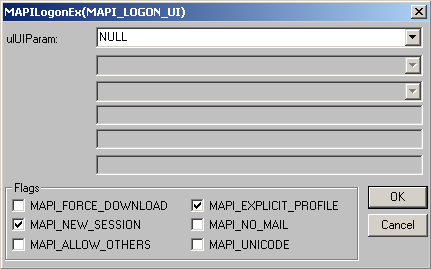 MAPILogonEx(MAPI_LOGON_UI)
ulUIParam: NULL
Flags
MAPI_FORCE_DOWNLOAD MAPI_EXPLICIT_PROFILE
MAPI_NEW_SESSION MAPI_NO_MAIL
MAPI_ALLOW_OTHERS MAPI_UNICODE
OK
Cancel